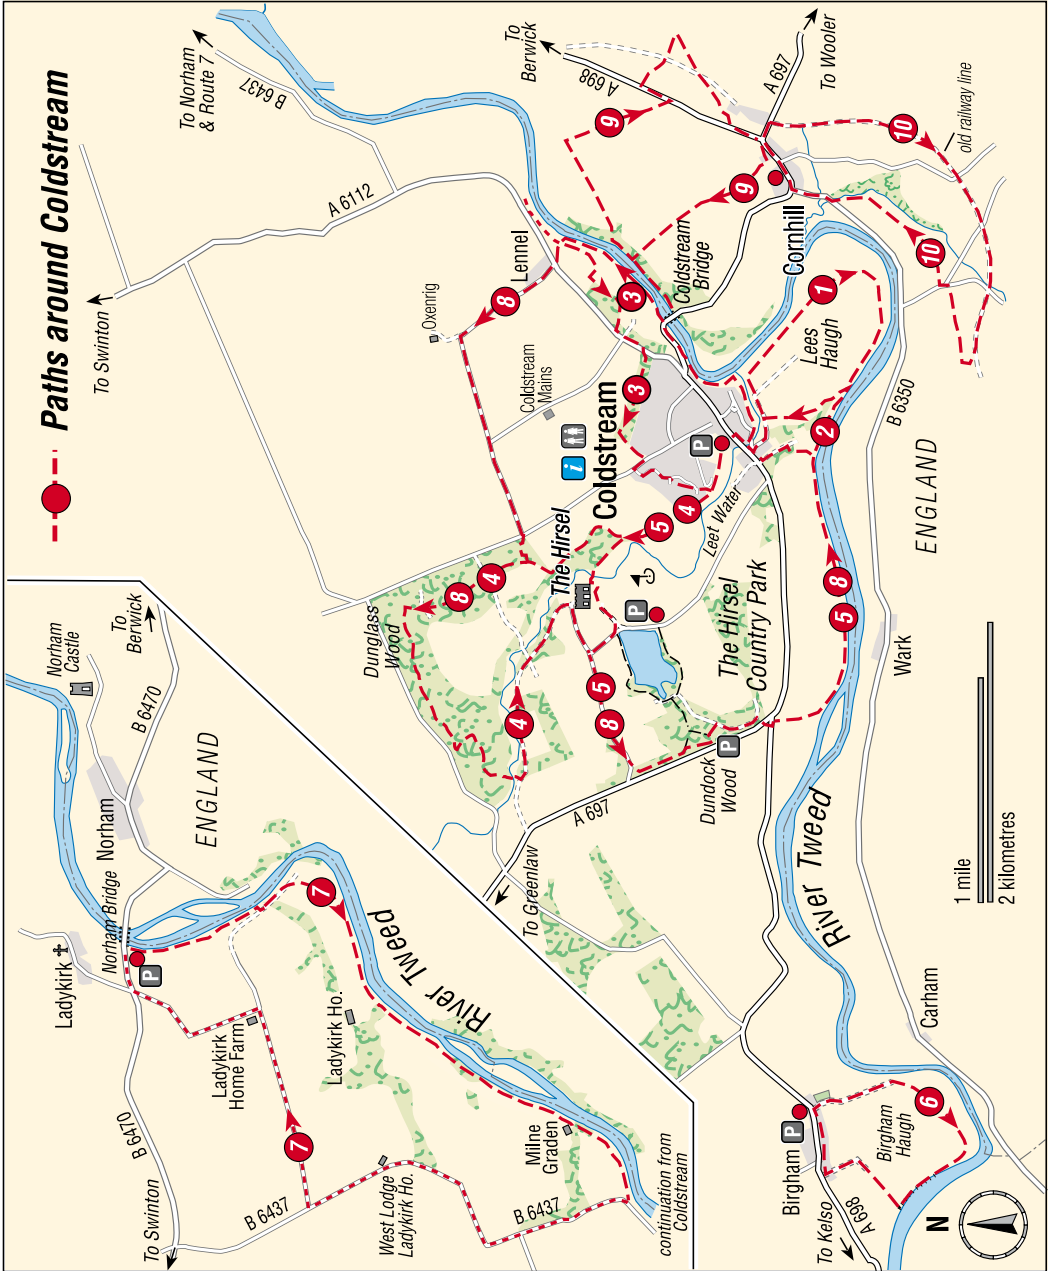 Paths around Coldstream
To Norham
& Route 7
B 6437
To
Berwick
A 698
A 697
To Wooler
old railway line
To Swinton
A 6112
Lennel
Oxenrig
Coldstream
Mains
Coldstream
Bridge
Cornhill
Lees
Haugh
Coldstream
i
P
The Hirsel
Leet Water
P
The Hirsel
Country Park
Dunglass
Wood
Dundock
Wood
P
A 697
To Greenlaw
B 6350
ENGLAND
Wark
River Tweed
Carham
1 mile
2 kilometres
Birgham
P
Birgham
Haugh
To Kelso
A 698
N
1
2
3
3
4
4
4
5
5
5
6
8
8
8
8
9
9
10
10
Norham
Castle
To
Berwick
B 6470
ENGLAND
Norham
Norham Bridge
Ladykirk
P
Ladykirk
Home Farm
Ladykirk Ho.
River Tweed
B 6470
To Swinton
B 6437
West Lodge
Ladykirk Ho.
B 6437
Milne
Graden
continuation from
Coldstream
7
7